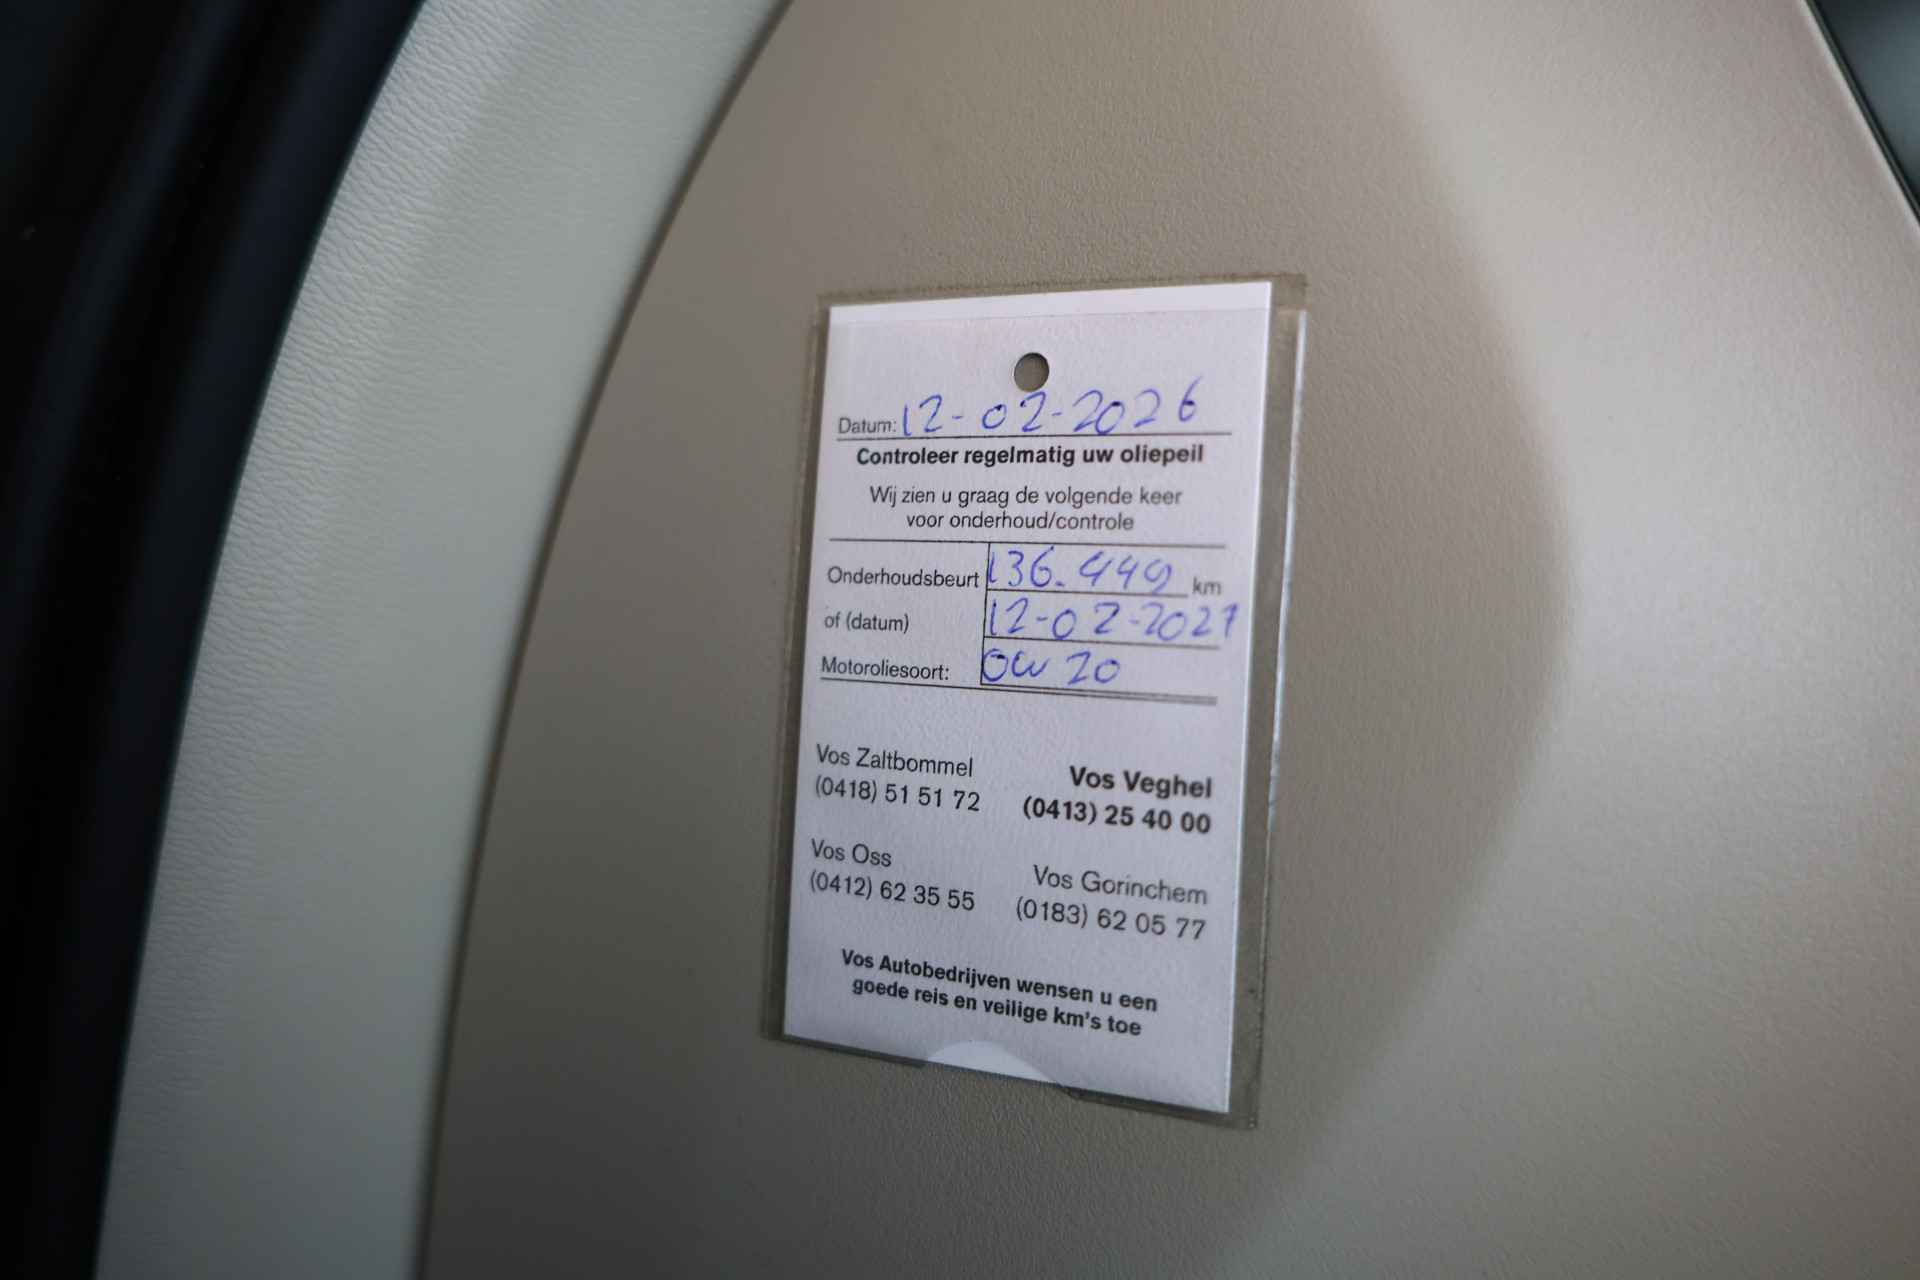 Datum: 12-02-2026
Controleer regelmatig uw oliepeil
Wij zien u graag de volgende keer
voor onderhoud/controle
Onderhoudsbeurt 136.449 km
of (datum) 12-02-2027
Motoroliesoort: 0W 20
Vos Zaltbommel
(0418) 51 51 72
Vos Veghel
(0413) 25 40 00
Vos Oss
(0412) 62 35 55
Vos Gorinchem
(0183) 62 05 77
Vos Autobedrijven wensen u een
goede reis en veilige km's toe